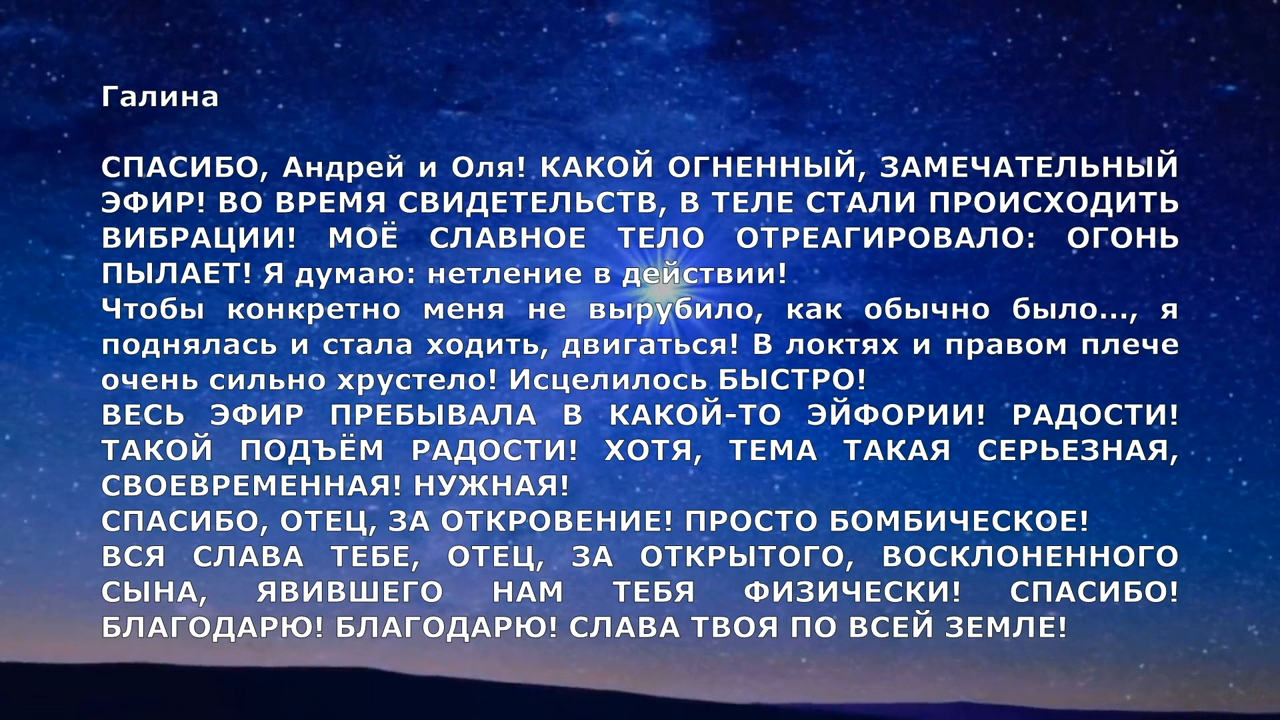 Галина
СПАСИБО, Андрей и Оля! КАКОЙ ОГНЕННЫЙ, ЗАМЕЧАТЕЛЬНЫЙ
ЭФИР! ВО ВРЕМЯ СВИДЕТЕЛЬСТВ, В ТЕЛЕ СТАЛИ ПРОИСХОДИТЬ
ВИБРАЦИИ! МОЁ СЛАВНОЕ ТЕЛО ОТРЕАГИРОВАЛО: ОГОНЬ
ПЫЛАЕТ! Я думаю: нетление в действии!
Чтобы конкретно меня не вырубило, как обычно было..., я
поднялась и стала ходить, двигаться! В локтях и правом плече
очень сильно хрустело! Исцелилось БЫСТРО!
ВЕСЬ ЭФИР ПРЕБЫВАЛА В КАКОЙ-ТО ЭЙФОРИИ! РАДОСТИ!
ТАКОЙ ПОДЪЁМ РАДОСТИ! ХОТЯ, ТЕМА ТАКАЯ СЕРЬЕЗНАЯ,
СВОЕВРЕМЕННАЯ! НУЖНАЯ!
СПАСИБО, ОТЕЦ, ЗА ОТКРОВЕНИЕ! ПРОСТО БОМБИЧЕСКОЕ!
ВСЯ СЛАВА ТЕБЕ, ОТЕЦ, ЗА ОТКРЫТОГО, ВОСКЛОНЕННОГО
СЫНА, ЯВИВШЕГО НАМ ТЕБЯ ФИЗИЧЕСКИ! СПАСИБО!
БЛАГОДАРЮ! БЛАГОДАРЮ! СЛАВА ТВОЯ ПО ВСЕЙ ЗЕМЛЕ!